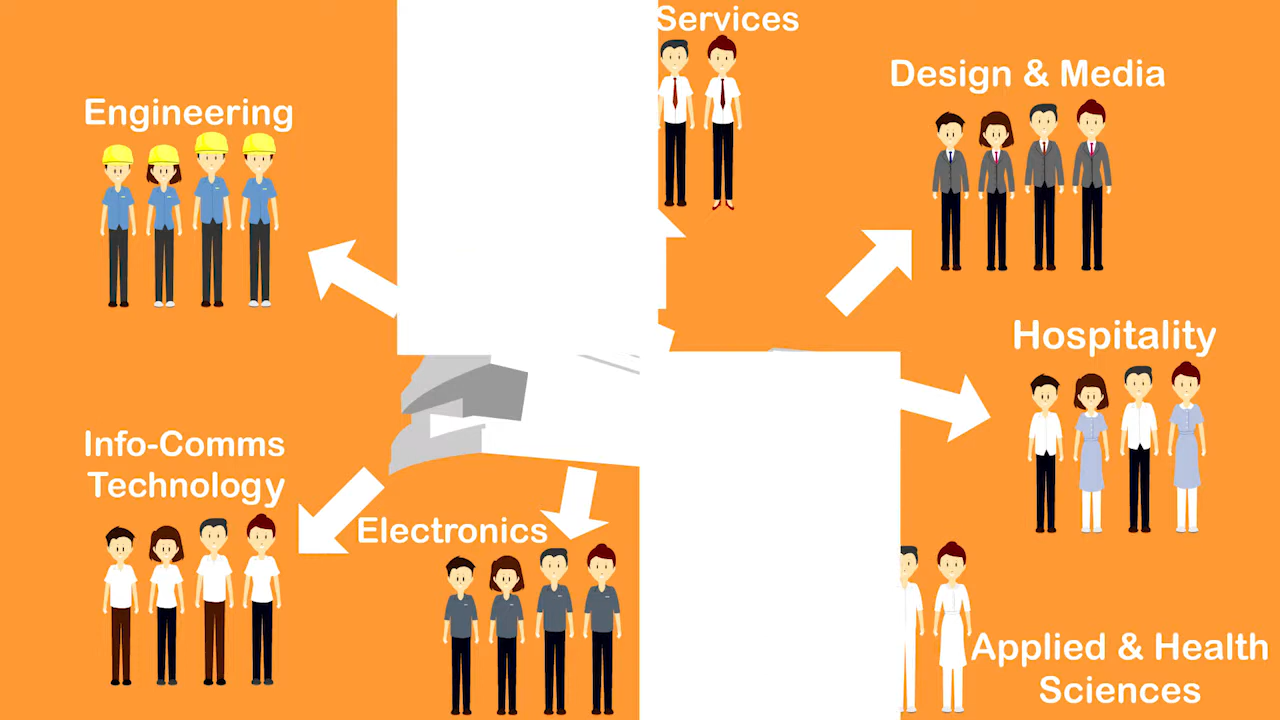 Services
Design & Media
Engineering
Hospitality
Info-Comms
Technology
Electronics
Applied & Health
Sciences